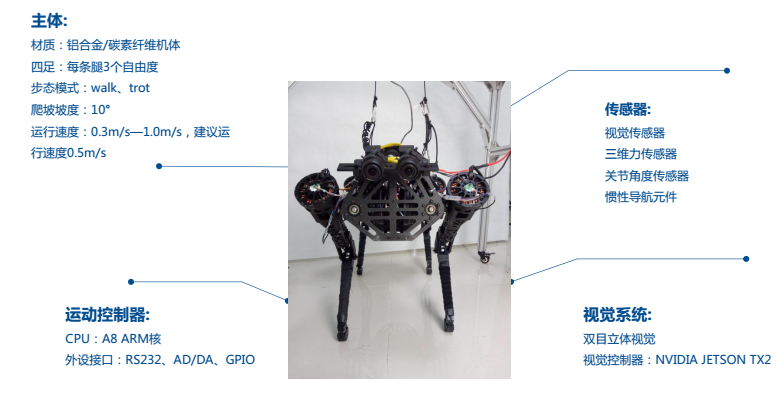 主体:
材质：铝合金/碳素纤维机体
四足：每条腿3个自由度
步态模式：walk、trot
爬坡坡度：10°
运行速度：0.3m/s—1.0m/s，建议运
行速度0.5m/s
传感器:
视觉传感器
三维力传感器
关节角度传感器
惯性导航元件
运动控制器:
CPU：A8 ARM核
外设接口：RS232、AD/DA、GPIO
视觉系统:
双目立体视觉
视觉控制器：NVIDIA JETSON TX2